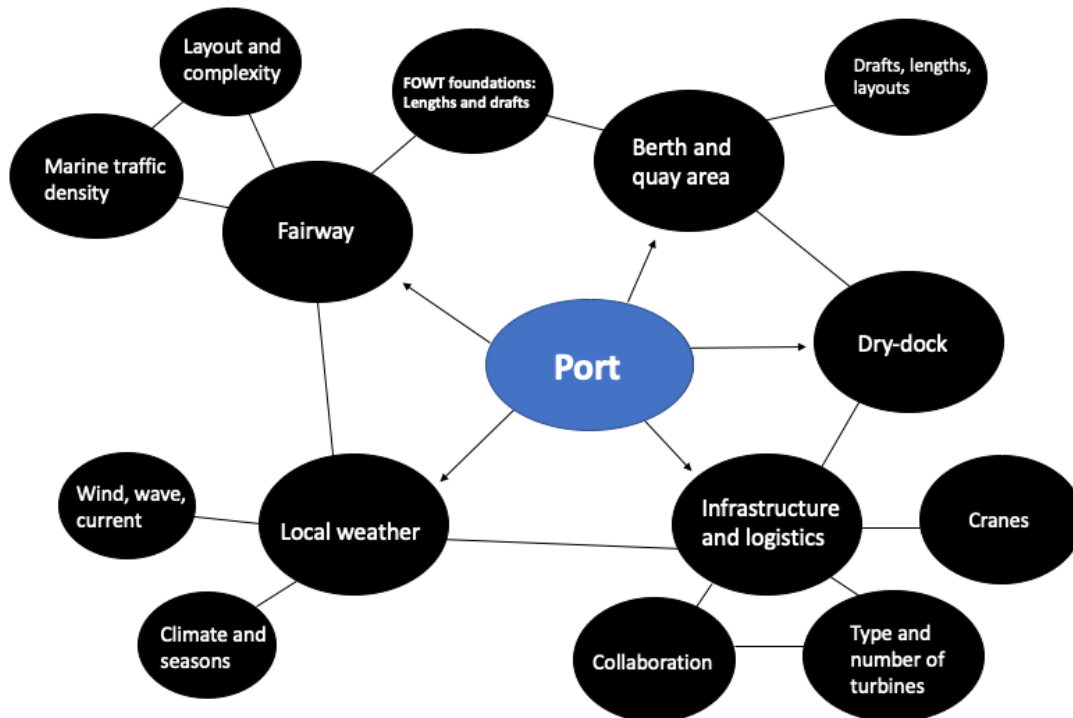 Layout and
complexity
FOWT foundations:
Lengths and drafts
Drafts, lengths,
layouts
Marine traffic
density
Berth and
quay area
Fairway
Port
Dry-dock
Wind, wave,
current
Local weather
Infrastructure
and logistics
Cranes
Climate and
seasons
Collaboration
Type and
number of
turbines